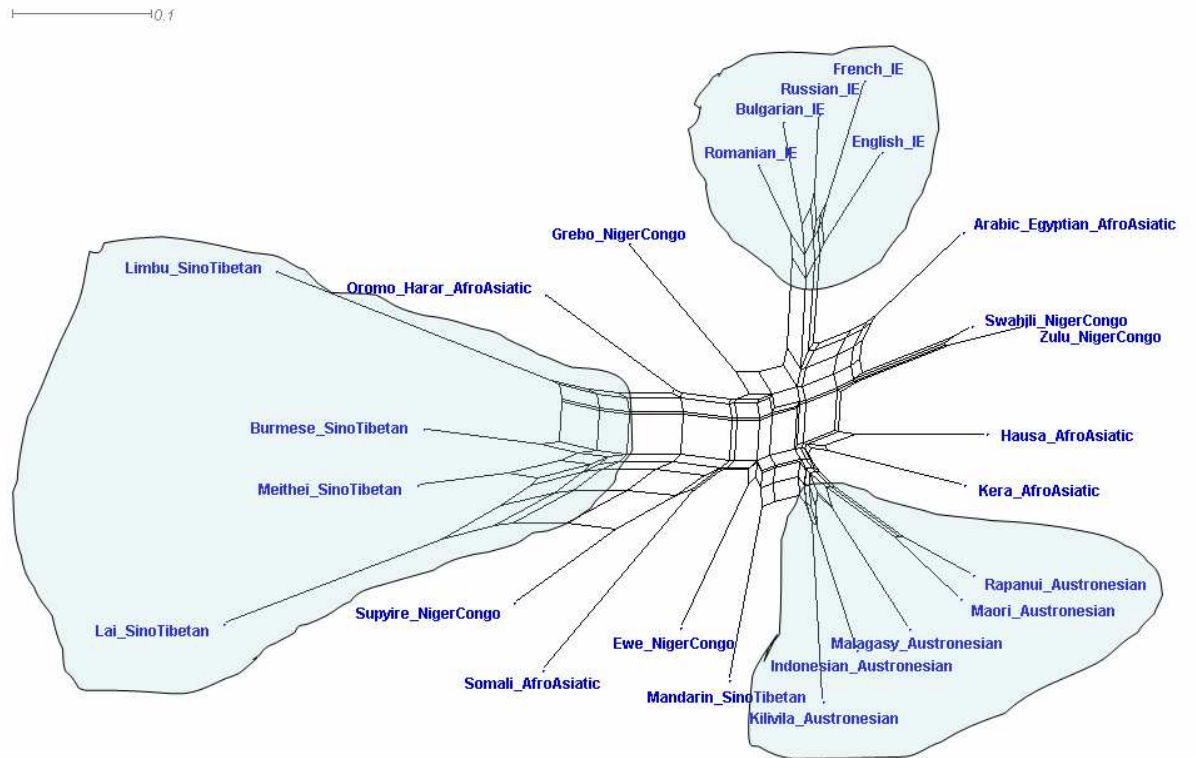 0.1
French_IE
Russian_IE
Bulgarian_IE
English_IE
Romanian_IE
Arabic_Egyptian_AfroAsiatic
Grebo_NigerCongo
Limbu_SinoTibetan
Oromo_Harar_AfroAsiatic
Swahili_NigerCongo
Zulu_NigerCongo
Burmese_SinoTibetan
Hausa_AfroAsiatic
Meithei_SinoTibetan
Kera_AfroAsiatic
Rapanui_Austronesian
Maori_Austronesian
Supyire_NigerCongo
Lai_SinoTibetan
Ewe_NigerCongo
Malagasy_Austronesian
Indonesian_Austronesian
Somali_AfroAsiatic
Mandarin_SinoTibetan
Kilivila_Austronesian